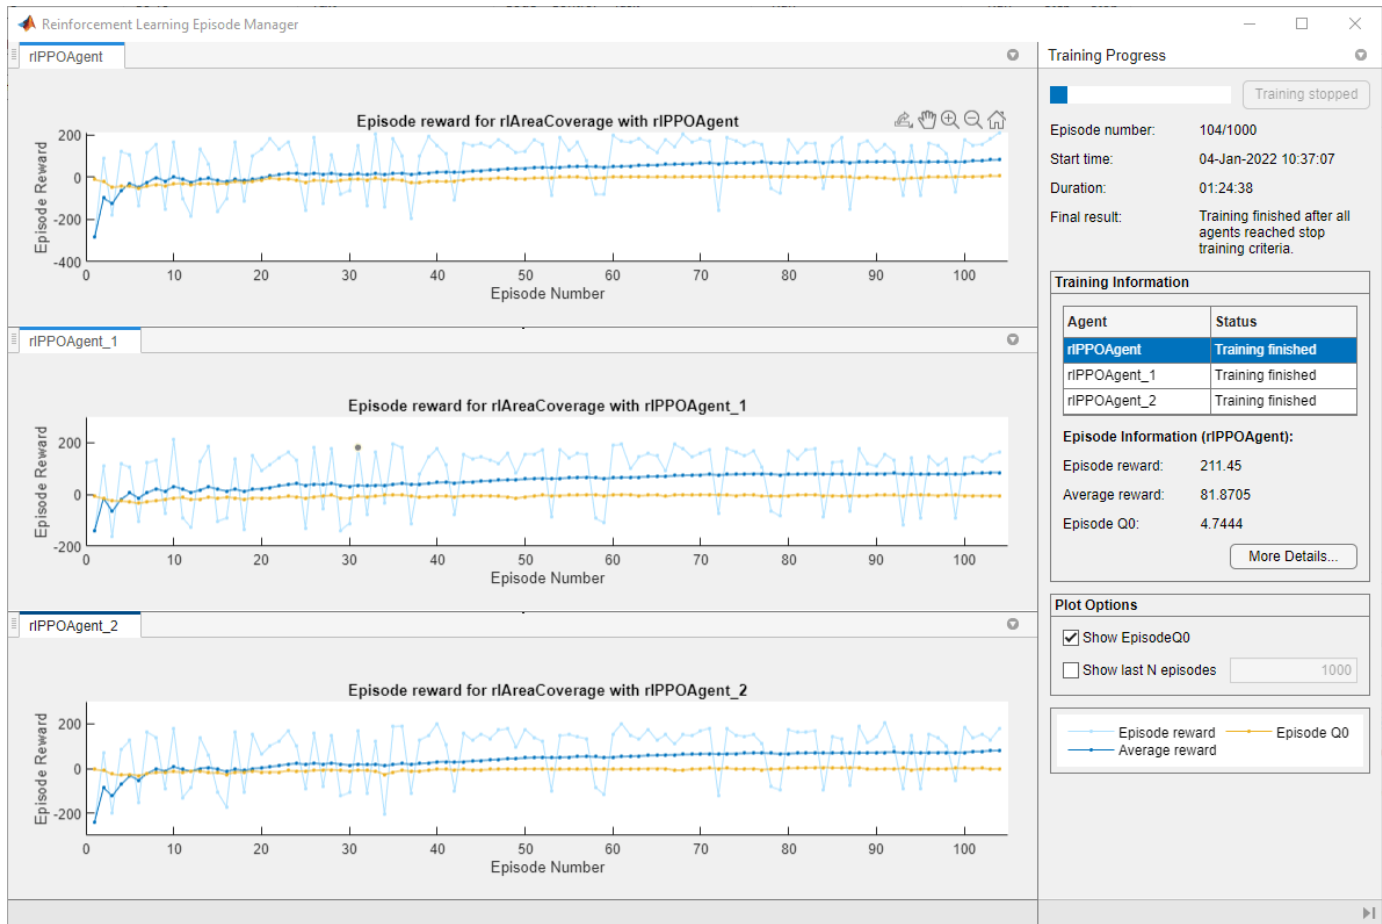 Reinforcement Learning Episode Manager
rlPPOAgent
Episode reward for rlAreaCoverage with rlPPOAgent
Episode Reward
200
0
-200
-400
0 10 20 30 40 50 60 70 80 90 100
Episode Number
rlPPOAgent_1
Episode reward for rlAreaCoverage with rlPPOAgent_1
Episode Reward
200
0
-200
0 10 20 30 40 50 60 70 80 90 100
Episode Number
rlPPOAgent_2
Episode reward for rlAreaCoverage with rlPPOAgent_2
Episode Reward
200
0
-200
0 10 20 30 40 50 60 70 80 90 100
Episode Number
Training Progress
Training stopped
Episode number: 104/1000
Start time: 04-Jan-2022 10:37:07
Duration: 01:24:38
Final result: Training finished after all
agents reached stop
training criteria.
Training Information
Agent Status
rlPPOAgent Training finished
rlPPOAgent_1 Training finished
rlPPOAgent_2 Training finished
Episode Information (rlPPOAgent):
Episode reward: 211.45
Average reward: 81.8705
Episode Q0: 4.7444
More Details...
Plot Options
Show EpisodeQ0
Show last N episodes 1000
Episode reward Episode Q0
Average reward